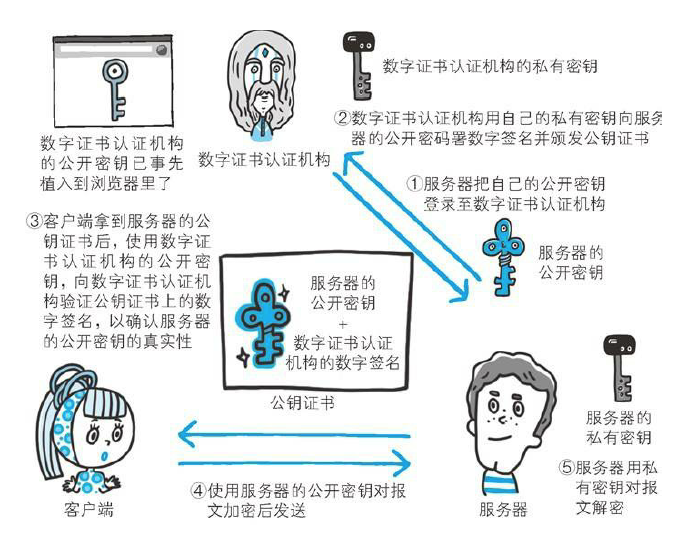 数字证书认证机构的私有密钥
②数字证书认证机构用自己的私有密钥向服务
器的公开密码署数字签名并颁发公钥证书
数字证书认证机构
的公开密钥已事先
植入到浏览器里了
数字证书认证机构
①服务器把自己的公开密钥
登录至数字证书认证机构
服务器的
公开密钥
③客户端拿到服务器的公
钥证书后，使用数字证
书认证机构的公开密
钥，向数字证书认证机
构验证公钥证书上的数
字签名，以确认服务器
的公开密钥的真实性
服务器的
公开密钥
+
数字证书认证
机构的数字签名
公钥证书
服务器的
私有密钥
④使用服务器的公开密钥对报
文加密后发送
⑤服务器用私
有密钥对报
文解密
客户端
服务器